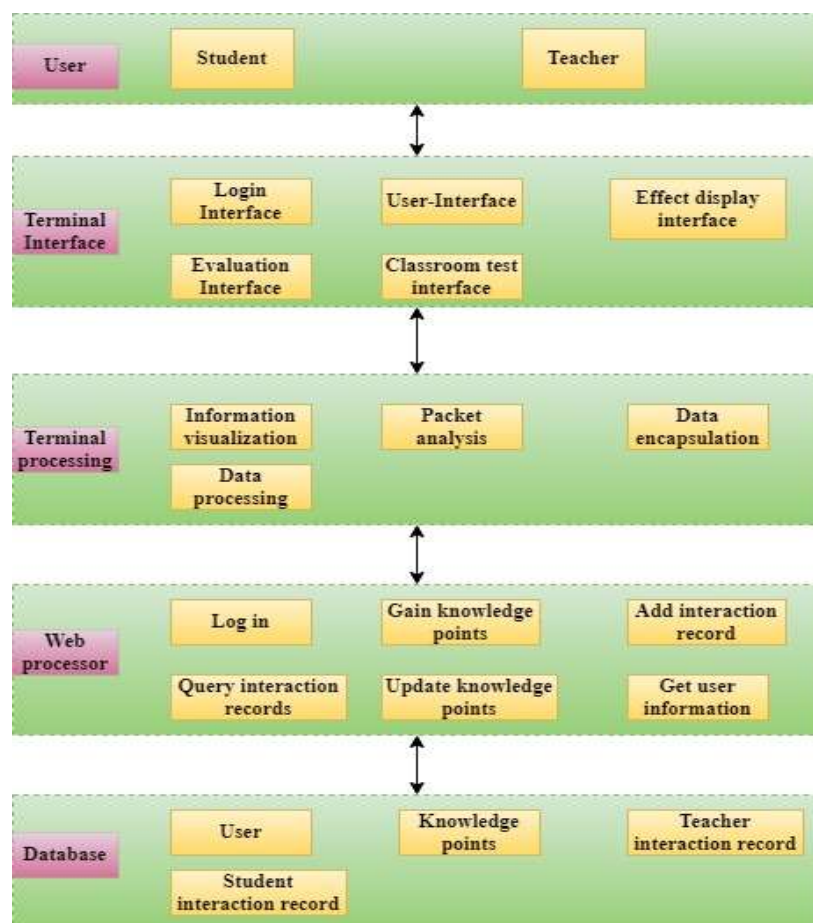 User
Student
Teacher
Terminal
Interface
Login
Interface
User-Interface
Effect display
interface
Evaluation
Interface
Classroom test
interface
Terminal
processing
Information
visualization
Packet
analysis
Data
encapsulation
Data
processing
Web
processor
Log in
Gain knowledge
points
Add interaction
record
Query interaction
records
Update knowledge
points
Get user
information
Database
User
Knowledge
points
Teacher
interaction record
Student
interaction record